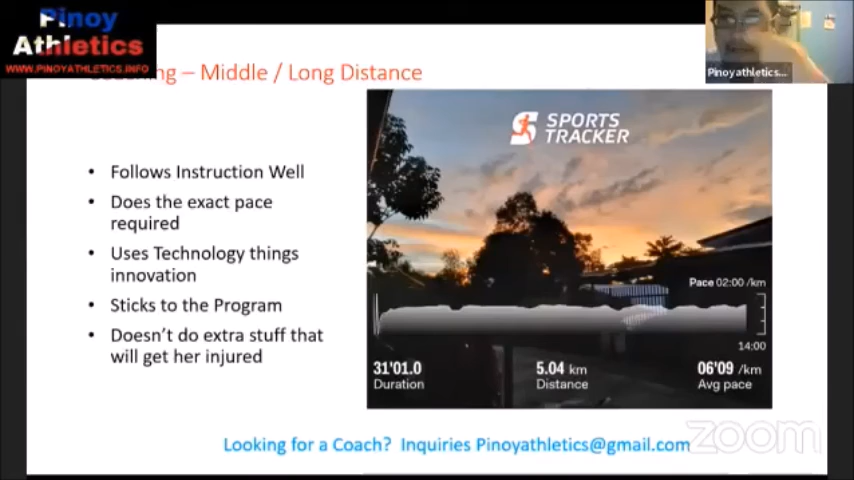 Pinoy
Athletics
WWW.PINOYATHLETICS.INFO
– Middle / Long Distance
Pinoyathletics...
SPORTS
TRACKER
• Follows Instruction Well
• Does the exact pace
required
• Uses Technology things
innovation
• Sticks to the Program
• Doesn't do extra stuff that
will get her injured
Pace 02:00 /km
14:00
31'01.0
Duration
5.04 km
Distance
06'09 /km
Avg pace
Looking for a Coach? Inquiries Pinoyathletics@gmail.com
zoom